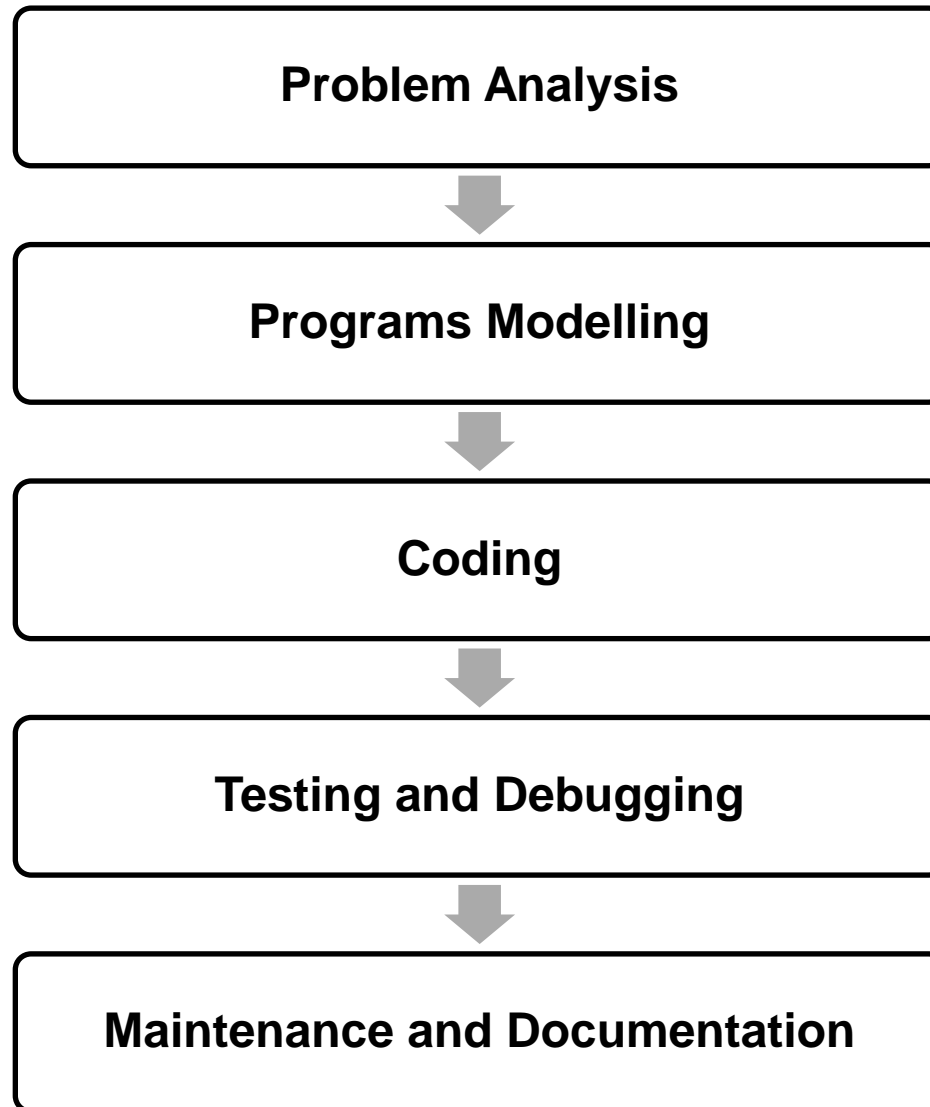 Problem Analysis
Programs Modelling
Coding
Testing and Debugging
Maintenance and Documentation